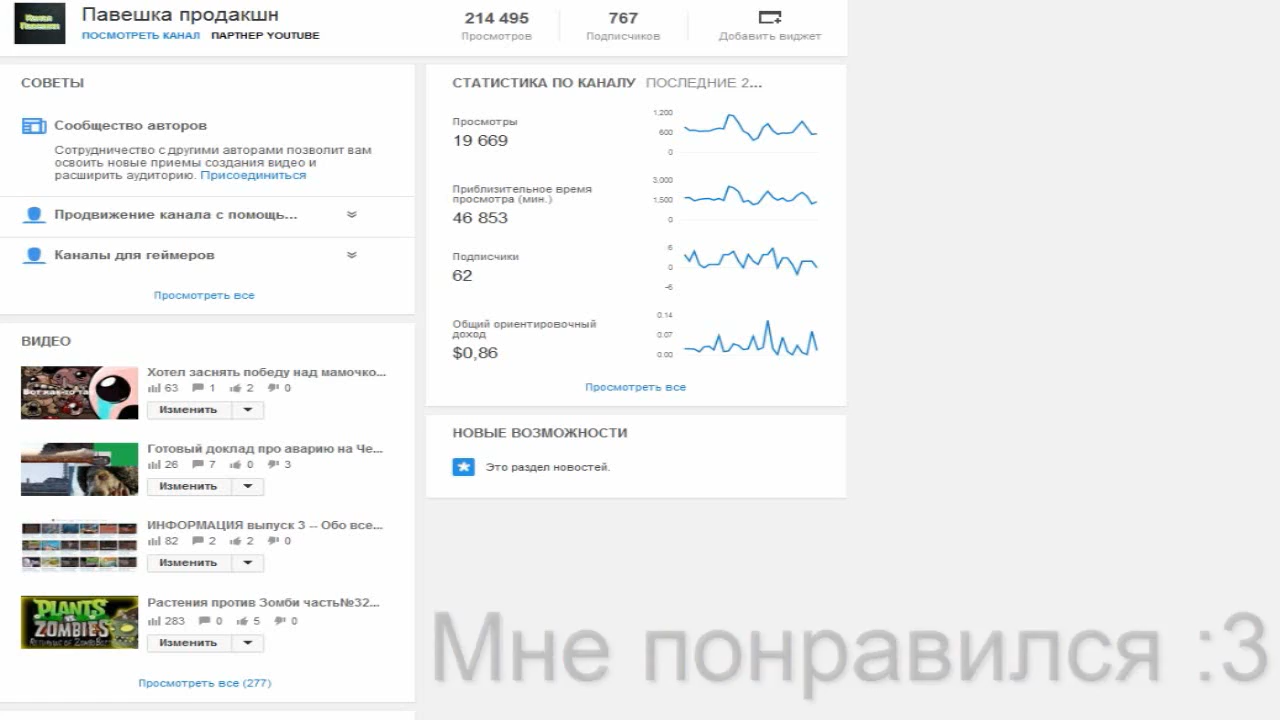 Павешка продакшн
ПОСМОТРЕТЬ КАНАЛ ПАРТНЕР YOUTUBE
214 495
Просмотров
767
Подписчиков
Добавить виджет
СОВЕТЫ
Сообщество авторов
Сотрудничество с другими авторами позволит вам
освоить новые приемы создания видео и
расширить аудиторию. Присоединиться
Продвижение канала с помощь...
Каналы для геймеров
Просмотреть все
ВИДЕО
Хотел заснять победу над мамочко...
63 1 2 0
Изменить
Готовый доклад про аварию на Че...
26 7 0 3
Изменить
ИНФОРМАЦИЯ выпуск 3 -- Обо все...
82 2 2 0
Изменить
PLANTS
VS
ZOMBIES
Растения против Зомби часть№32...
283 0 5 0
Изменить
Просмотреть все (277)
СТАТИСТИКА ПО КАНАЛУ ПОСЛЕДНИЕ 2...
Просмотры
19 669
1,200
600
0
Приблизительное время
просмотра (мин.)
46 853
3,000
1,500
0
Подписчики
62
6
0
-6
Общий ориентировочный
доход
$0,86
0.14
0.07
0.00
Просмотреть все
НОВЫЕ ВОЗМОЖНОСТИ
Это раздел новостей.
Мне понравился :3